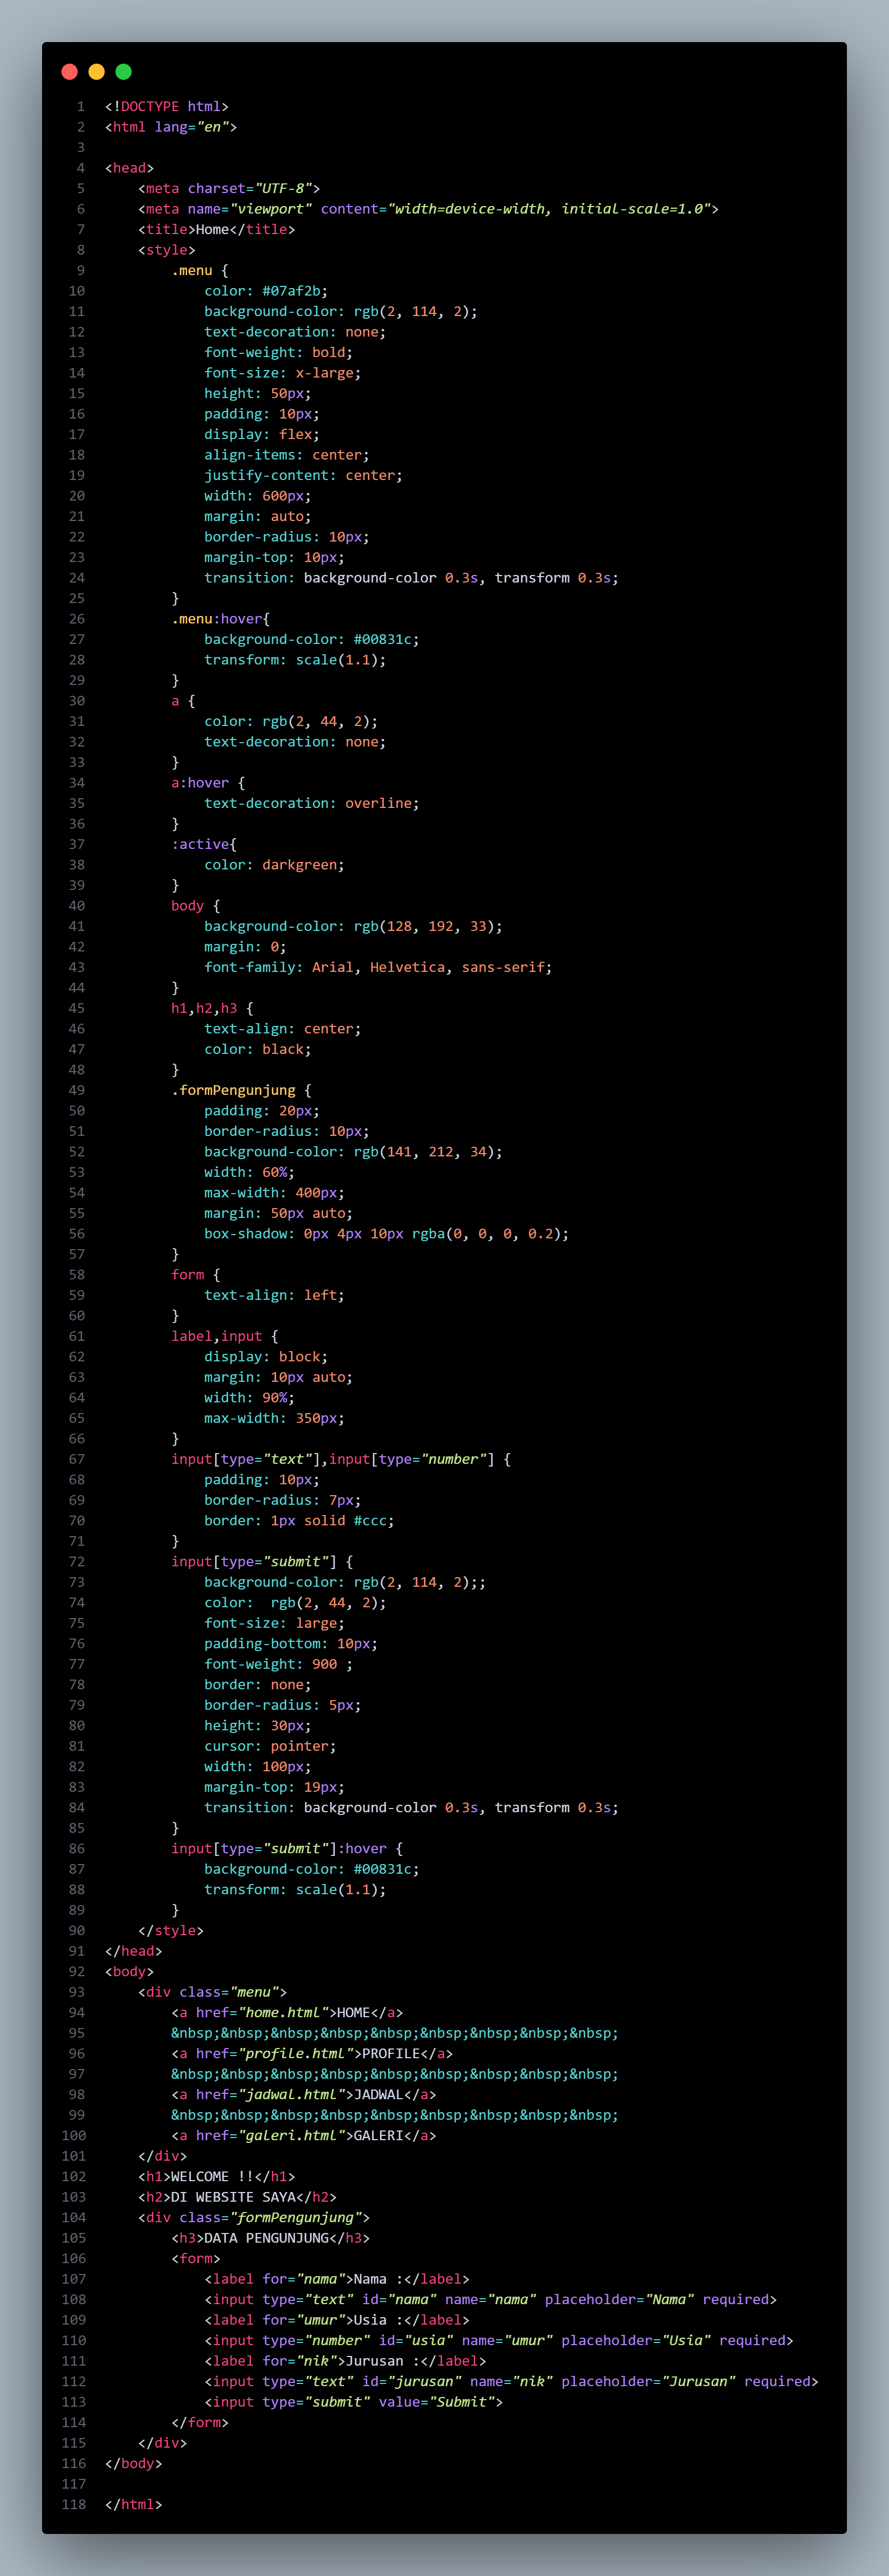 1 <!DOCTYPE html>
2 <html lang="en">
3
4 <head>
5     <meta charset="UTF-8">
6     <meta name="viewport" content="width=device-width, initial-scale=1.0">
7     <title>Home</title>
8     <style>
9         .menu {
10             color: #07af2b;
11             background-color: rgb(2, 114, 2);
12             text-decoration: none;
13             font-weight: bold;
14             font-size: x-large;
15             height: 50px;
16             padding: 10px;
17             display: flex;
18             align-items: center;
19             justify-content: center;
20             width: 600px;
21             margin: auto;
22             border-radius: 10px;
23             margin-top: 10px;
24             transition: background-color 0.3s, transform 0.3s;
25         }
26         .menu:hover{
27             background-color: #00831c;
28             transform: scale(1.1);
29         }
30         a {
31             color: rgb(2, 44, 2);
32             text-decoration: none;
33         }
34         a:hover {
35             text-decoration: overline;
36         }
37         :active{
38             color: darkgreen;
39         }
40         body {
41             background-color: rgb(128, 192, 33);
42             margin: 0;
43             font-family: Arial, Helvetica, sans-serif;
44         }
45         h1,h2,h3 {
46             text-align: center;
47             color: black;
48         }
49         .formPengunjung {
50             padding: 20px;
51             border-radius: 10px;
52             background-color: rgb(141, 212, 34);
53             width: 60%;
54             max-width: 400px;
55             margin: 50px auto;
56             box-shadow: 0px 4px 10px rgba(0, 0, 0, 0.2);
57         }
58         form {
59             text-align: left;
60         }
61         label,input {
62             display: block;
63             margin: 10px auto;
64             width: 90%;
65             max-width: 350px;
66         }
67         input[type="text"],input[type="number"] {
68             padding: 10px;
69             border-radius: 7px;
70             border: 1px solid #ccc;
71         }
72         input[type="submit"] {
73             background-color: rgb(2, 114, 2);;
74             color:  rgb(2, 44, 2);
75             font-size: large;
76             padding-bottom: 10px;
77             font-weight: 900 ;
78             border: none;
79             border-radius: 5px;
80             height: 30px;
81             cursor: pointer;
82             width: 100px;
83             margin-top: 19px;
84             transition: background-color 0.3s, transform 0.3s;
85         }
86         input[type="submit"]:hover {
87             background-color: #00831c;
88             transform: scale(1.1);
89         }
90     </style>
91 </head>
92 <body>
93     <div class="menu">
94         <a href="home.html">HOME</a>
95         &nbsp;&nbsp;&nbsp;&nbsp;&nbsp;&nbsp;&nbsp;&nbsp;&nbsp;
96         <a href="profile.html">PROFILE</a>
97         &nbsp;&nbsp;&nbsp;&nbsp;&nbsp;&nbsp;&nbsp;&nbsp;&nbsp;
98         <a href="jadwal.html">JADWAL</a>
99         &nbsp;&nbsp;&nbsp;&nbsp;&nbsp;&nbsp;&nbsp;&nbsp;&nbsp;
100         <a href="galeri.html">GALERI</a>
101     </div>
102     <h1>WELCOME !!</h1>
103     <h2>DI WEBSITE SAYA</h2>
104     <div class="formPengunjung">
105         <h3>DATA PENGUNJUNG</h3>
106         <form>
107             <label for="nama">Nama :</label>
108             <input type="text" id="nama" name="nama" placeholder="Nama" required>
109             <label for="umur">Usia :</label>
110             <input type="number" id="usia" name="umur" placeholder="Usia" required>
111             <label for="nik">Jurusan :</label>
112             <input type="text" id="jurusan" name="nik" placeholder="Jurusan" required>
113             <input type="submit" value="Submit">
114         </form>
115     </div>
116 </body>
117
118 </html>